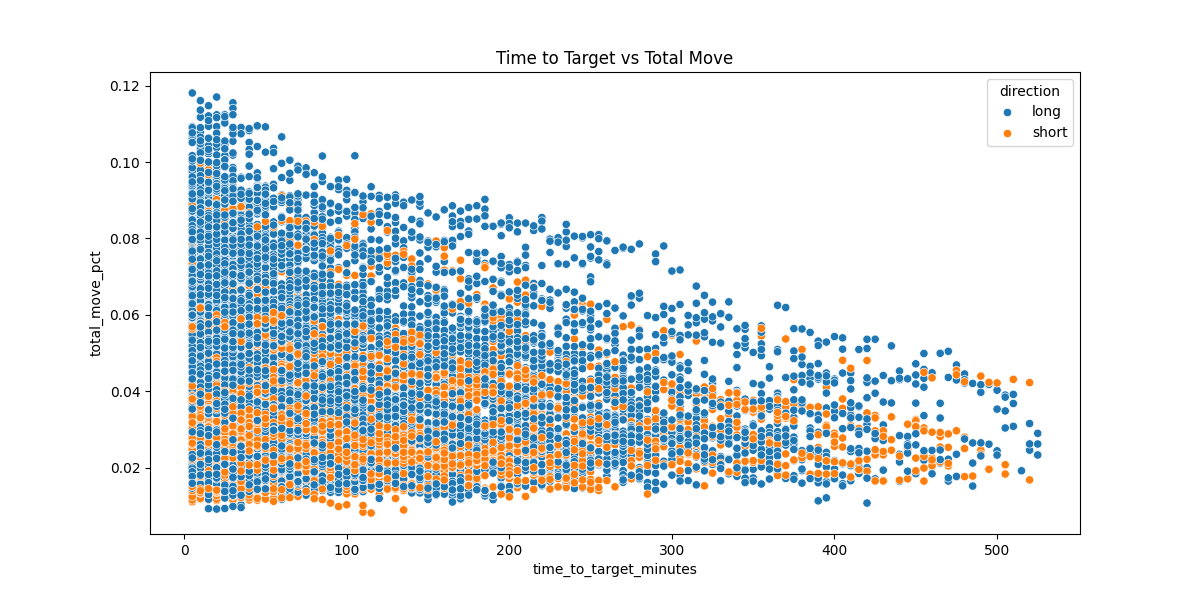 Time to Target vs Total Move
direction
long
short
total_move_pct
0.12
0.10
0.08
0.06
0.04
0.02
0 100 200 300 400 500
time_to_target_minutes